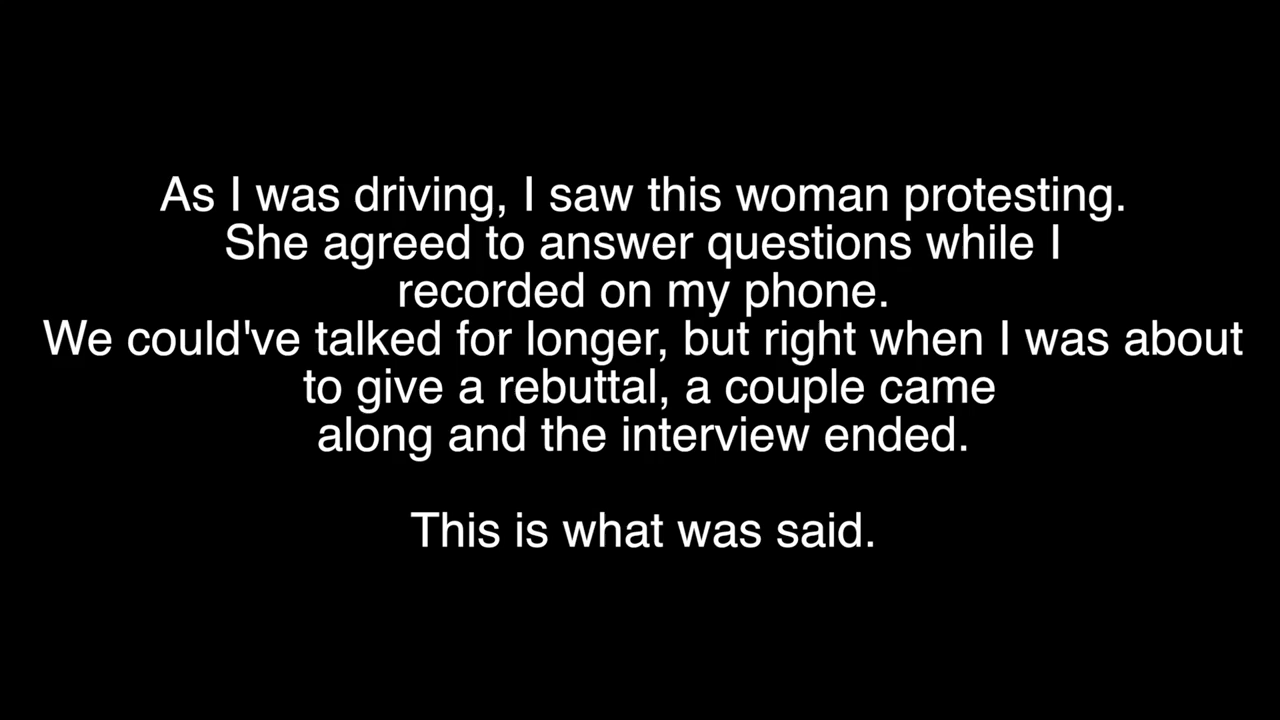 As I was driving, I saw this woman protesting.
She agreed to answer questions while I
recorded on my phone.
We could've talked for longer, but right when I was about
to give a rebuttal, a couple came
along and the interview ended.
This is what was said.